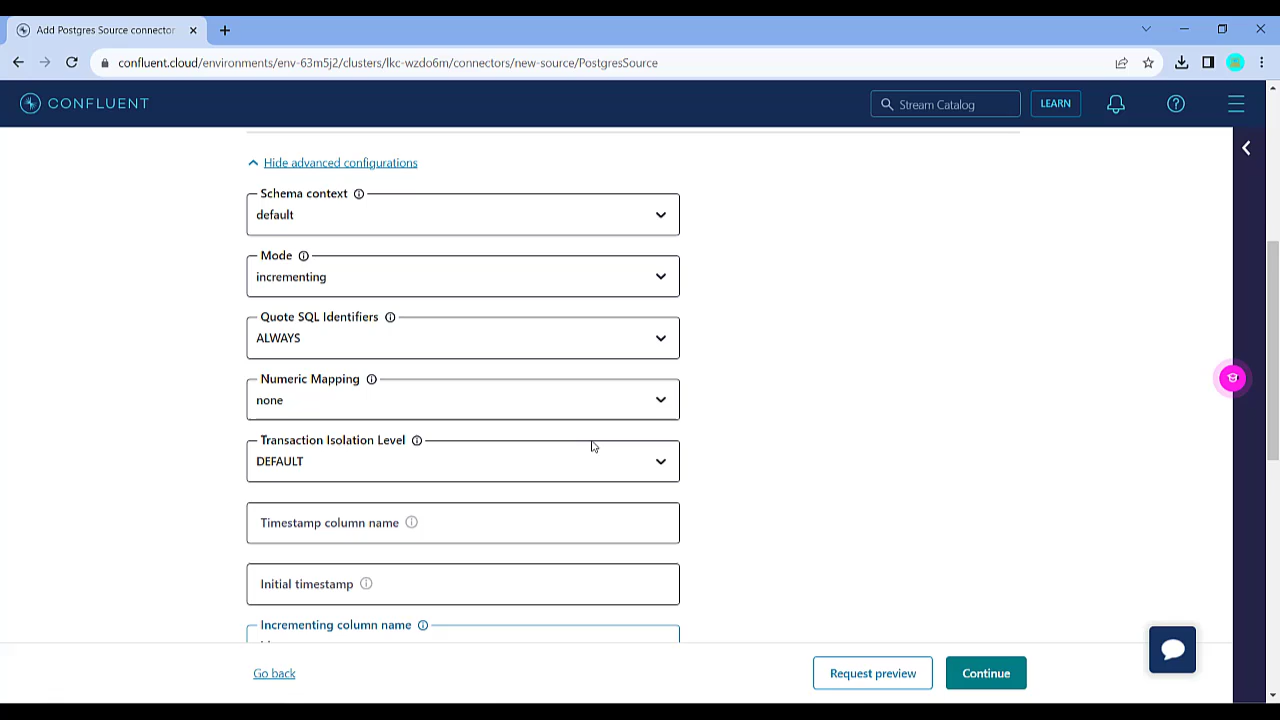 Add Postgres Source connector
confluent.cloud/environments/env-63m5j2/clusters/lkc-wzdo6m/connectors/new-source/PostgresSource
CONFLUENT
Stream Catalog
LEARN
Hide advanced configurations
Schema context
default
Mode
incrementing
Quote SQL Identifiers
ALWAYS
Numeric Mapping
none
Transaction Isolation Level
DEFAULT
Timestamp column name
Initial timestamp
Incrementing column name
Go back
Request preview
Continue